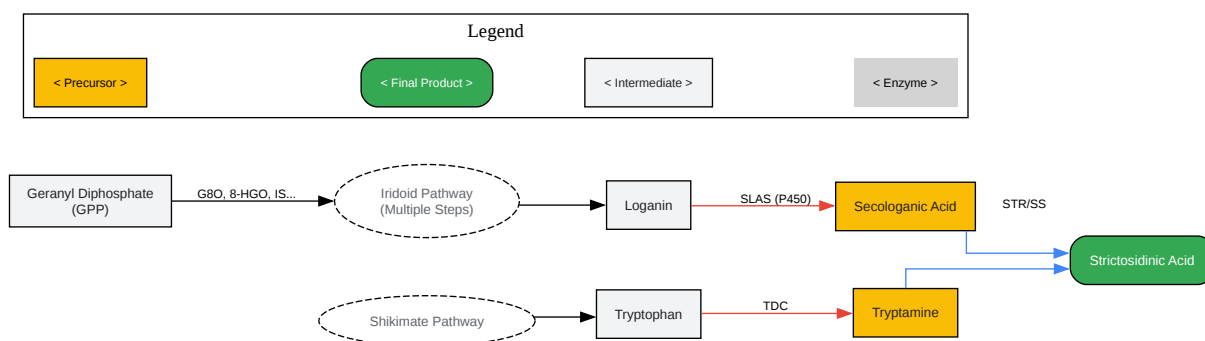 Legend
< Precursor >
< Final Product >
< Intermediate >
< Enzyme >
Geranyl Diphosphate
(GPP)
G8O, 8-HGO, IS...
Iridoid Pathway
(Multiple Steps)
Loganin
SLAS (P450)
Secologanic Acid
STR/SS
Strictosidinic Acid
Shikimate Pathway
Tryptophan
TDC
Tryptamine